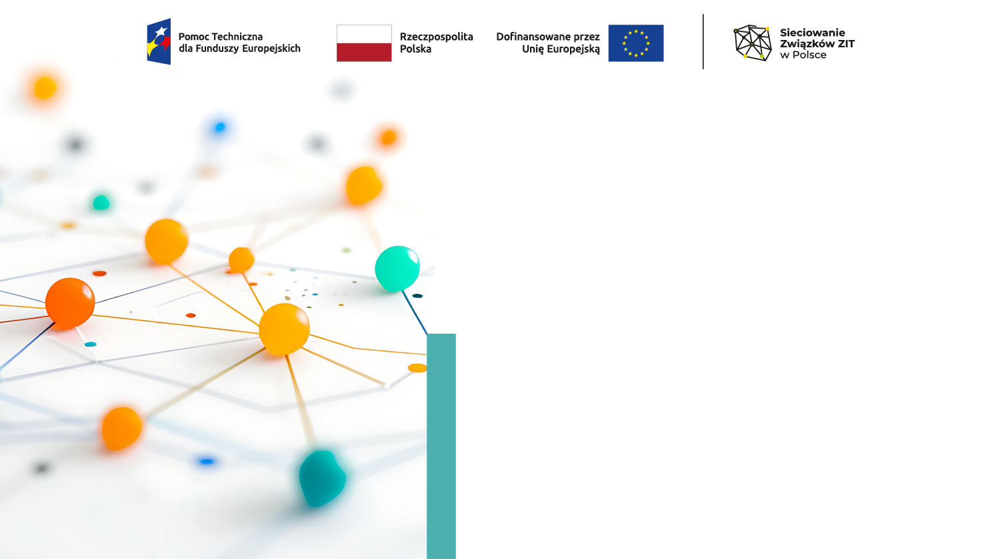 Pomoc Techniczna
dla Funduszy Europejskich
Rzeczpospolita
Polska
Dofinansowane przez
Unię Europejską
Sieciowanie
Związków ZIT
w Polsce